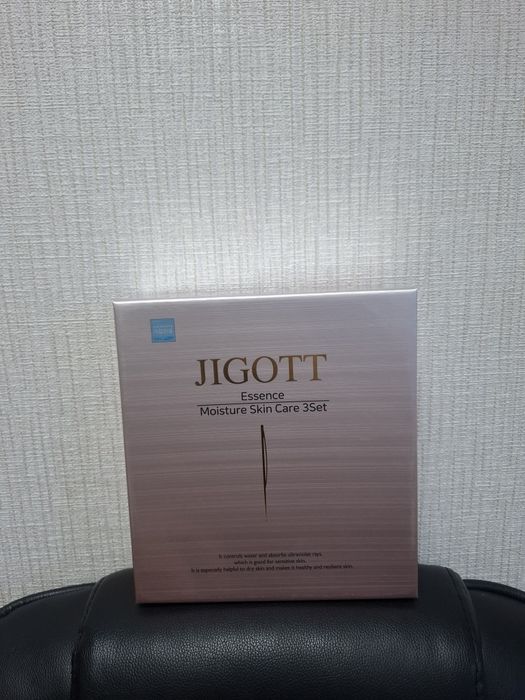 JIGOTT
Essence
Moisture Skin Care 3Set
It controls water and absorbs ultraviolet rays.
which is good for sensitive skin.
It is especially helpful to dry skin and makes is healthy and resilient skin.